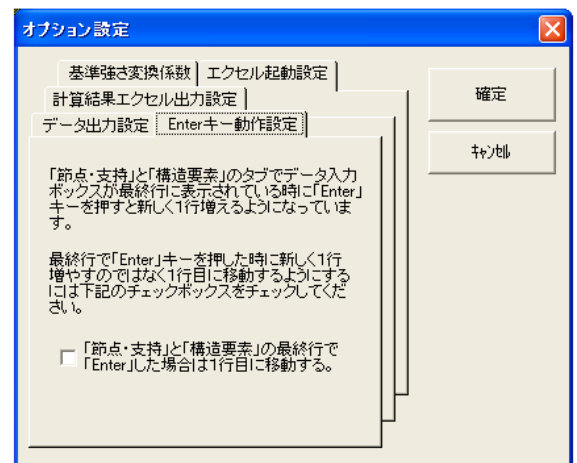 オプション設定
基準強さ変換係数 エクセル起動設定
計算結果エクセル出力設定
データ出力設定 Enterキー動作設定
確定
キャンセル
「節点・支持」と「構造要素」のタブでデータ入力
ボックスが最終行に表示されている時に「Enter」
キーを押すと新しく1行増えるようになっていま
す。
最終行で「Enter」キーを押した時に新しく1行
増やすのではなく1行目に移動するようにする
には下記のチェックボックスをチェックしてくだ
さい。
「節点・支持」と「構造要素」の最終行で
「Enter」した場合は1行目に移動する。